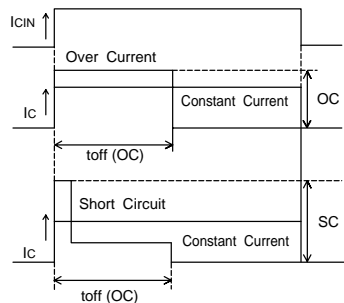 ICIN
Over Current
IC
Constant Current
OC
toff (OC)
Short Circuit
IC
Constant Current
SC
toff (OC)